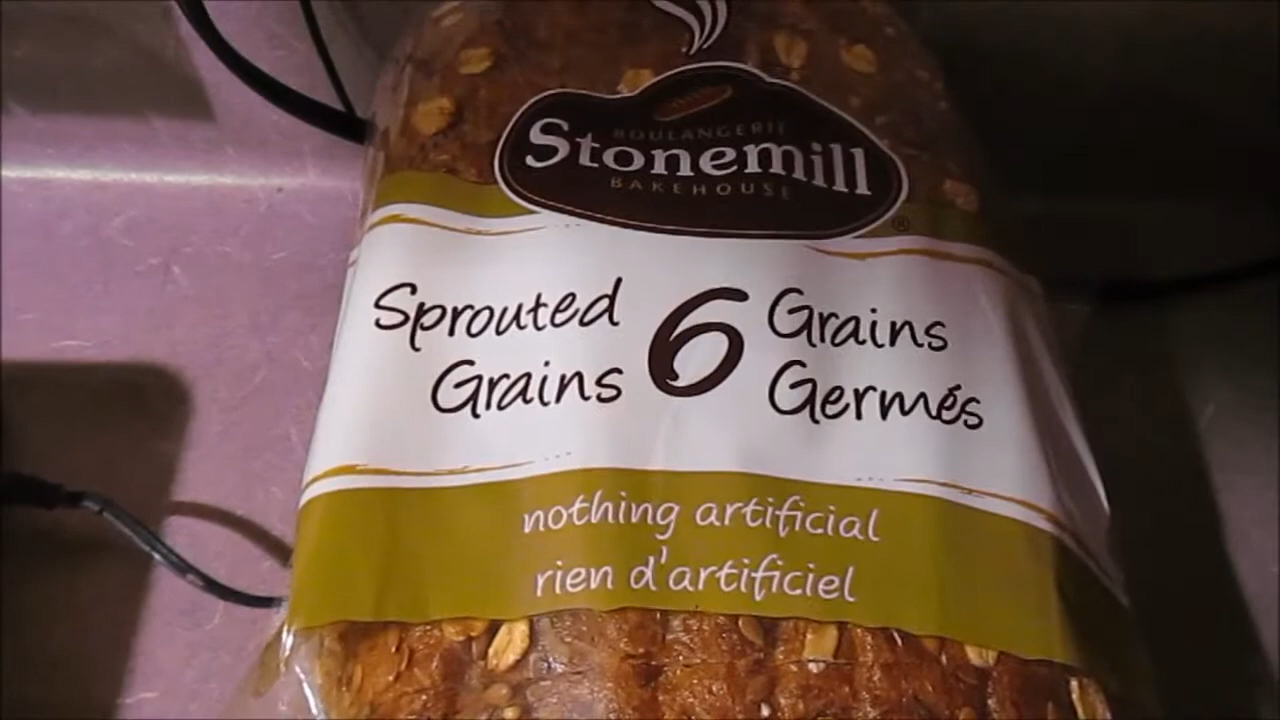 BOULANGERIE
Stonemill
BAKEHOUSE
®
Sprouted 6 Grains
Grains Germés
nothing artificial
rien d'artificiel